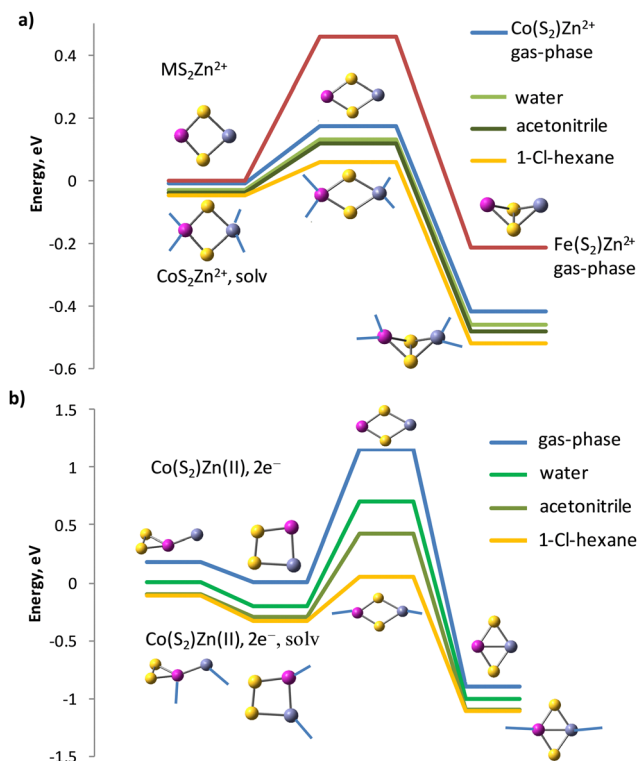 a)
Energy, eV
0.4
0.2
0
-0.2
-0.4
-0.6
MS₂Zn²⁺
CoS₂Zn²⁺, solv
Co(S₂)Zn²⁺
gas-phase
water
acetonitrile
1-Cl-hexane
Fe(S₂)Zn²⁺
gas-phase
b)
Energy, eV
1.5
1
0.5
0
-0.5
-1
-1.5
Co(S₂)Zn(II), 2e⁻
Co(S₂)Zn(II), 2e⁻, solv
gas-phase
water
acetonitrile
1-Cl-hexane